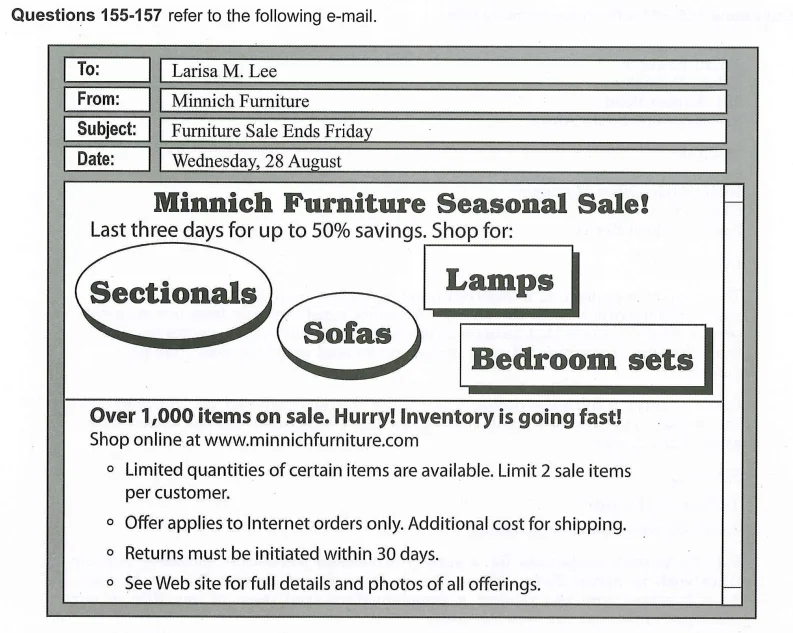 Questions 155-157 refer to the following e-mail.
To: Larisa M. Lee
From: Minnich Furniture
Subject: Furniture Sale Ends Friday
Date: Wednesday, 28 August
Minnich Furniture Seasonal Sale!
Last three days for up to 50% savings. Shop for:
Sectionals
Lamps
Sofas
Bedroom sets
Over 1,000 items on sale. Hurry! Inventory is going fast!
Shop online at www.minnichfurniture.com
° Limited quantities of certain items are available. Limit 2 sale items
per customer.
° Offer applies to Internet orders only. Additional cost for shipping.
° Returns must be initiated within 30 days.
° See Web site for full details and photos of all offerings.